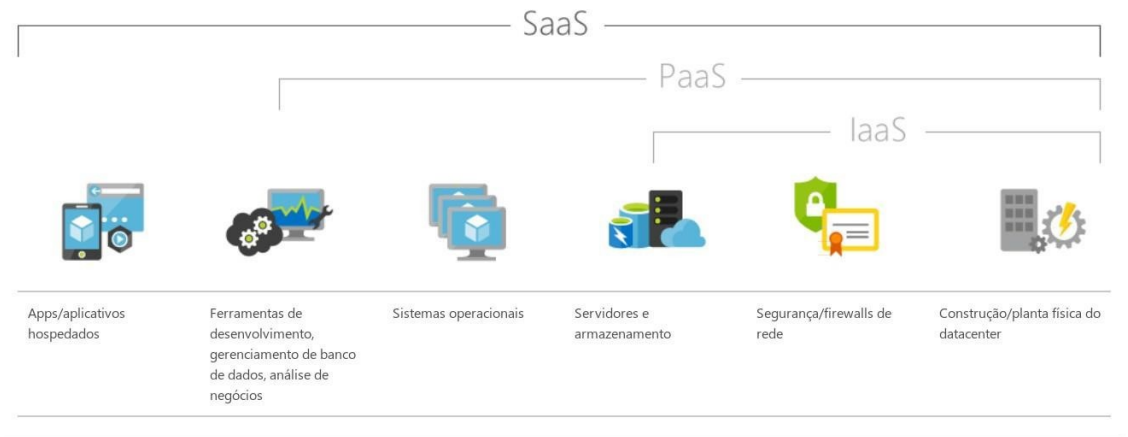 SaaS
PaaS
IaaS
Apps/aplicativos
hospedados
Ferramentas de
desenvolvimento,
gerenciamento de banco
de dados, análise de
negócios
Sistemas operacionais
Servidores e
armazenamento
Segurança/firewalls de
rede
Construção/planta física do
datacenter